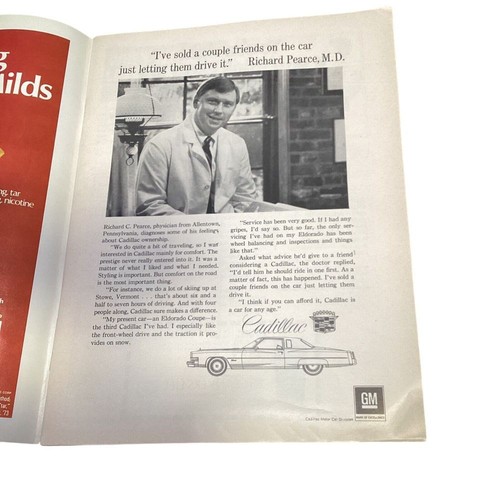 g
ilds
ng, tar
g, nicotine
"I've sold a couple friends on the car
just letting them drive it." Richard Pearce, M.D.
Richard C. Pearce, physician from Allentown,
Pennsylvania, diagnoses some of his feelings
about Cadillac ownership.
"We do quite a bit of traveling, so I was
interested in Cadillac mainly for comfort. The
prestige never really entered into it. It was a
matter of what I liked and what I needed.
Styling is important. But comfort on the road
is the most important.
"For instance, we do a lot of skiing up at
Stowe, Vermont . . . that's about six and a
half to seven hours of driving. And with four
people along, Cadillac sure makes a difference.
"My present car—an Eldorado Coupe—is
the third Cadillac I've had. I especially like
the front-wheel drive and the traction it pro-
vides on snow.
"Service has been very good. If I had any
gripes, I'd say so. But so far, the only ser-
vicing I've had on my Eldorado has been
wheel balancing and inspections and things
like that."
Asked what advice he'd give to a friend
considering a Cadillac, the doctor replied,
"I'd tell him he should ride in one first. As a
matter of fact, this has happened. I've sold a
couple friends on the car just letting them
drive it.
"I think if you can afford it, Cadillac is
a car for any age."
Cadillac
GM
Cadillac Motor Car Division
thod.
'73